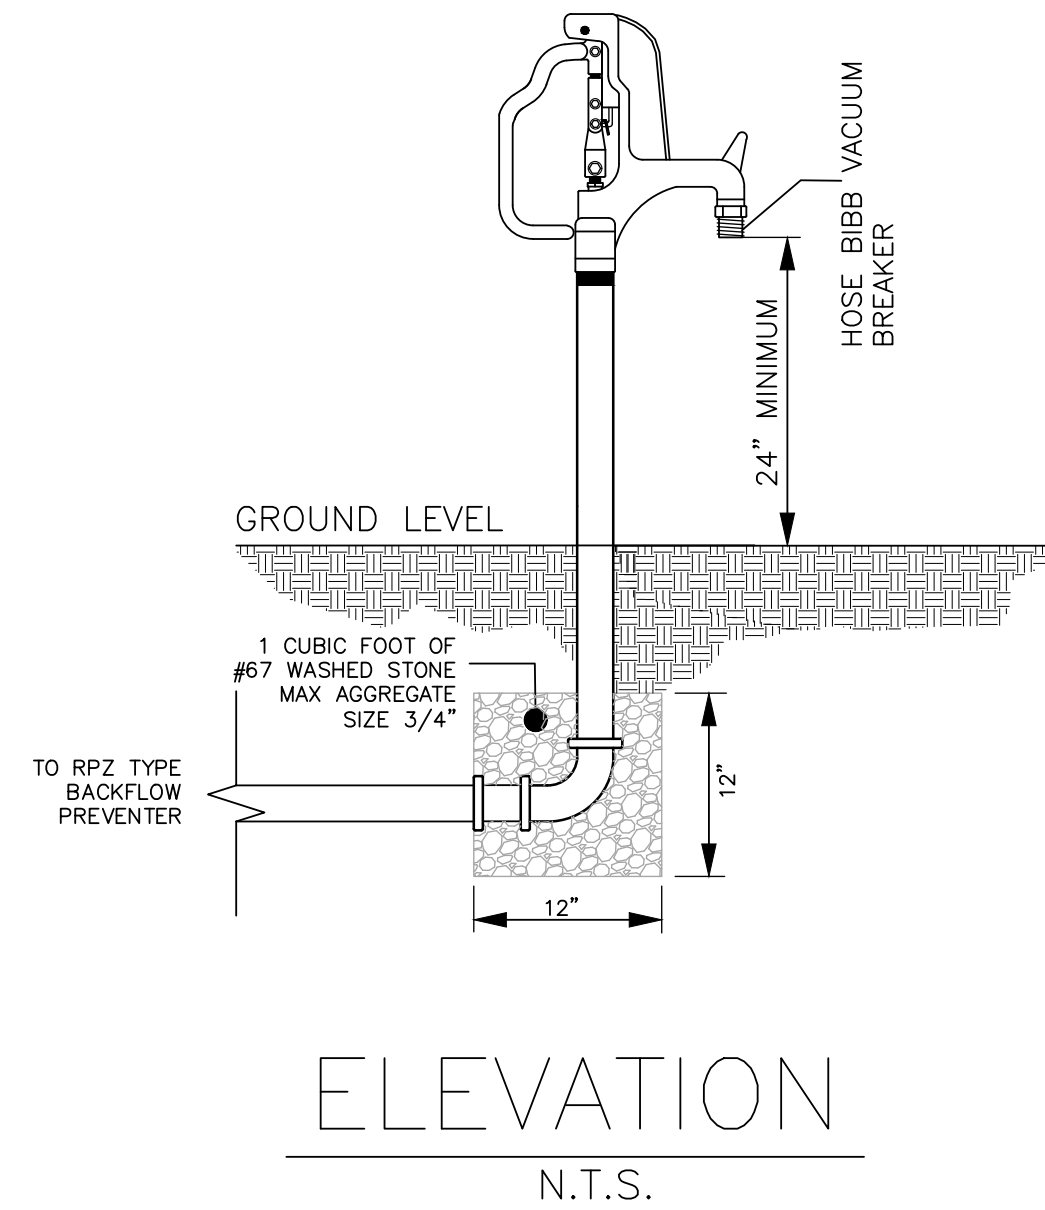 HOSE BIBB VACUUM
BREAKER
24” MINIMUM
GROUND LEVEL
1 CUBIC FOOT OF
#67 WASHED STONE
MAX AGGREGATE
SIZE 3/4”
TO RPZ TYPE
BACKFLOW
PREVENTER
12”
12”
ELEVATION
N.T.S.